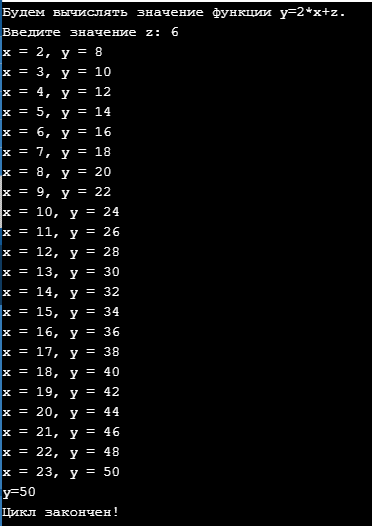 Будем вычислять значение функции y=2*x+z.
Введите значение z: 6
x = 2, y = 8
x = 3, y = 10
x = 4, y = 12
x = 5, y = 14
x = 6, y = 16
x = 7, y = 18
x = 8, y = 20
x = 9, y = 22
x = 10, y = 24
x = 11, y = 26
x = 12, y = 28
x = 13, y = 30
x = 14, y = 32
x = 15, y = 34
x = 16, y = 36
x = 17, y = 38
x = 18, y = 40
x = 19, y = 42
x = 20, y = 44
x = 21, y = 46
x = 22, y = 48
x = 23, y = 50
y=50
Цикл закончен!